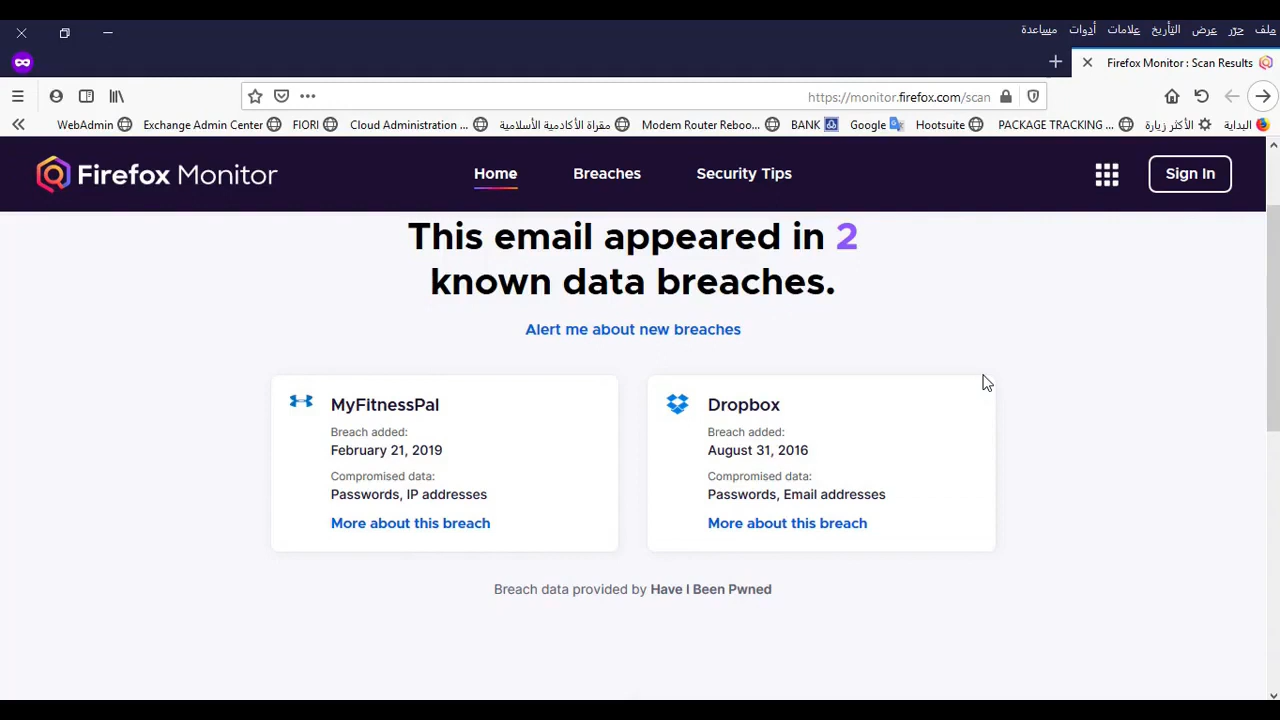 ملف حرّر عرض التأريخ علامات أدوات مساعدة
Firefox Monitor : Scan Results
https://monitor.firefox.com/scan
البداية الأكثر زيارة PACKAGE TRACKING ... Hootsuite Google BANK Modem Router Reboo... مقراة الأكادمية الأسلامية Cloud Administration ... FIORI Exchange Admin Center WebAdmin
Firefox Monitor Home Breaches Security Tips Sign In
This email appeared in 2
known data breaches.
Alert me about new breaches
MyFitnessPal
Breach added:
February 21, 2019
Compromised data:
Passwords, IP addresses
More about this breach
Dropbox
Breach added:
August 31, 2016
Compromised data:
Passwords, Email addresses
More about this breach
Breach data provided by Have I Been Pwned